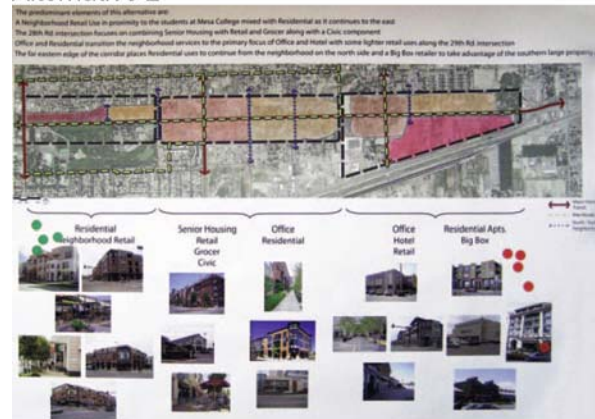 The predominant elements of this alternative are:
A Neighborhood Retail Use in proximity to the students at Mesa College mixed with Residential as it continues to the east
The 28th Rd. intersection focuses on combining Senior Housing with Retail and Grocer along with a Civic component
Office and Residential transition the neighborhood services to the primary focus of Office and Hotel with some lighter retail uses along the 29th Rd. intersection
The far eastern edge of the corridor places Residential uses to continue from the neighborhood on the north side and a Big Box retailer to take advantage of the southern large property
Residential
Neighborhood Retail
Senior Housing
Retail
Grocer
Civic
Office
Residential
Office
Hotel
Retail
Residential Apts.
Big Box